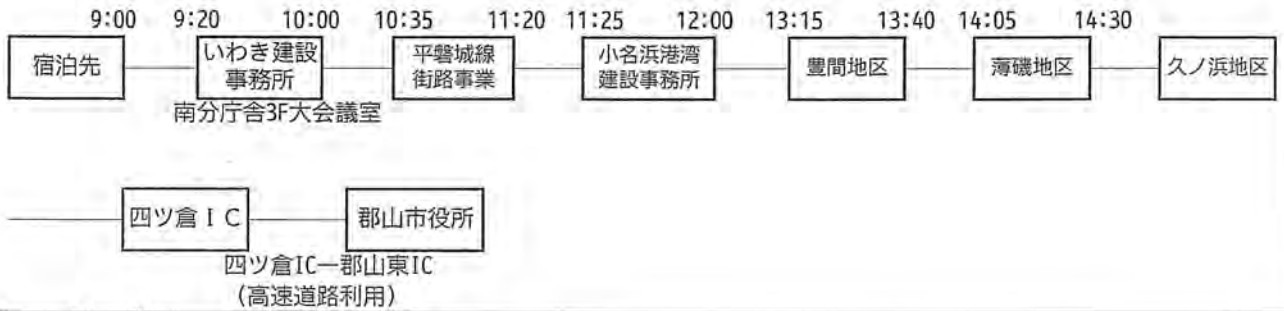 9:00 9:20 10:00 10:35 11:20 11:25 12:00 13:15 13:40 14:05 14:30
宿泊先
いわき建設
事務所
平磐城線
街路事業
小名浜港湾
建設事務所
豊間地区
薄磯地区
久ノ浜地区
南分庁舎3F大会議室
四ツ倉IC
郡山市役所
四ツ倉IC―郡山東IC
(高速道路利用)